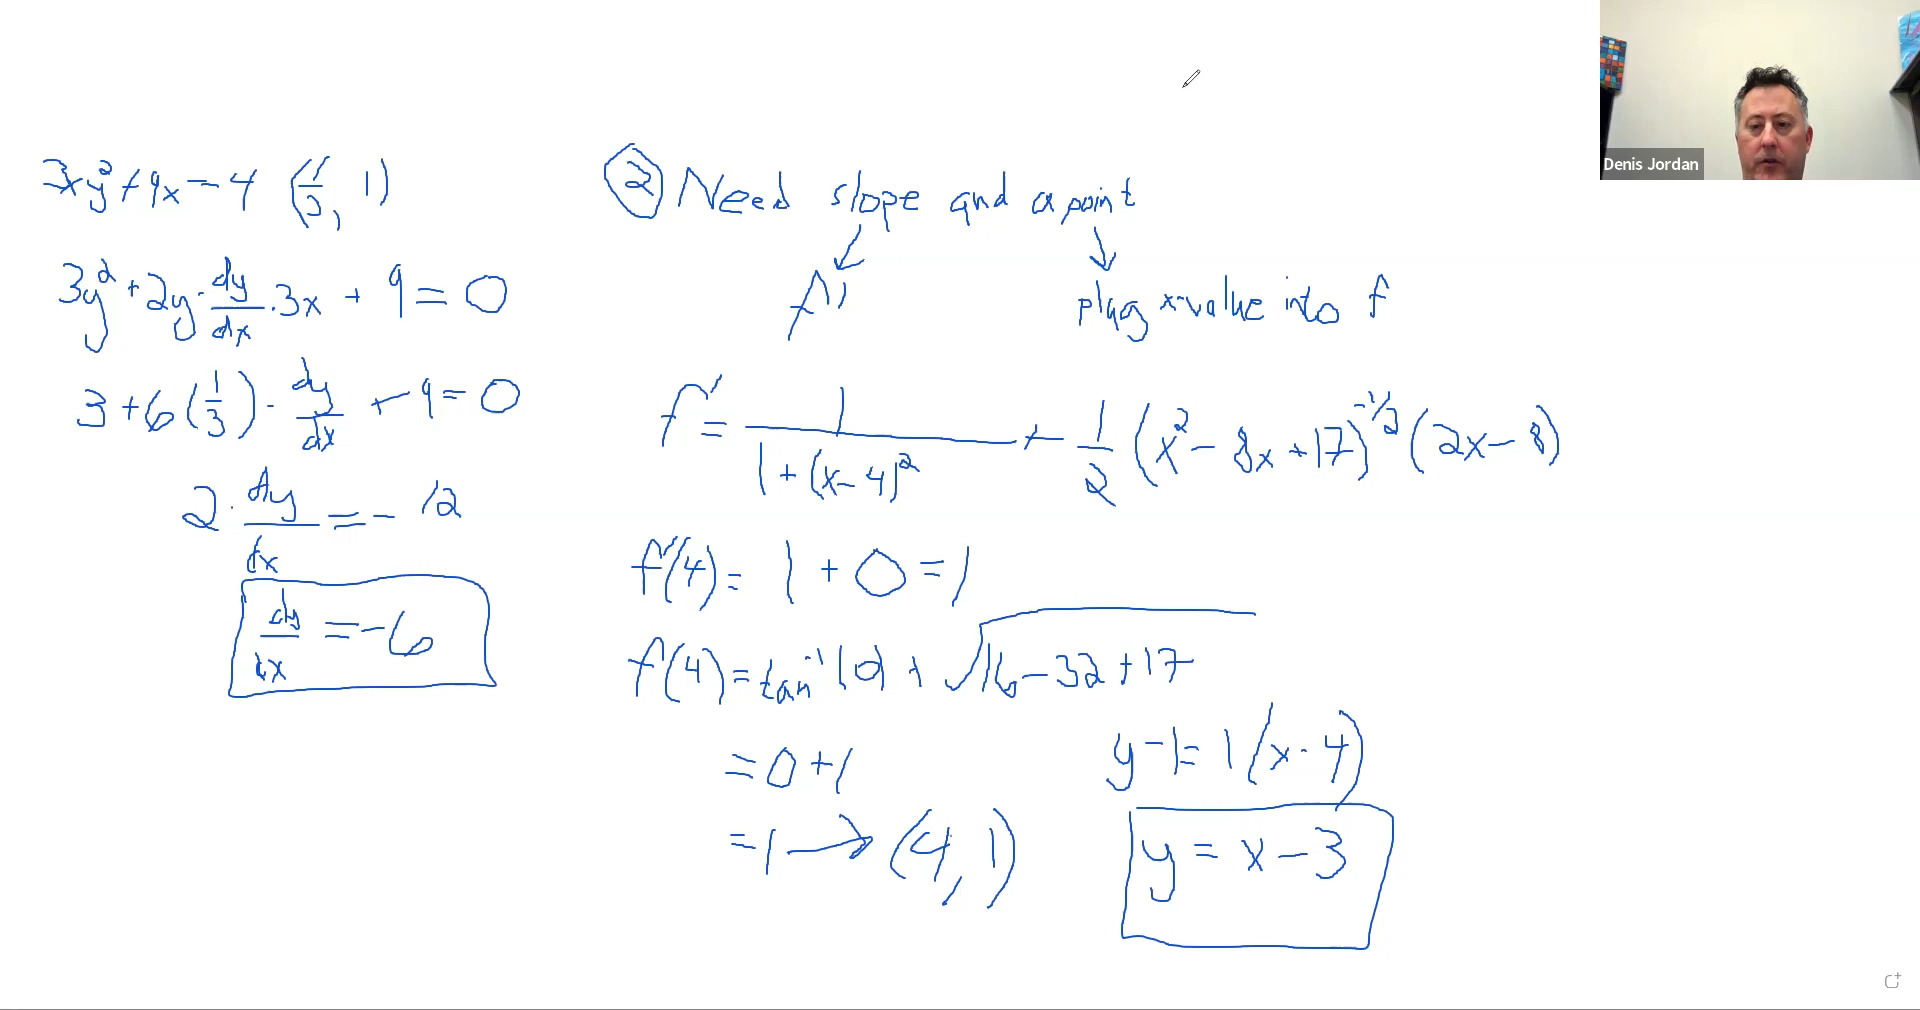 3xy² + 9x = 4 (1/3, 1)
3y² + 2y · dy/dx · 3x + 9 = 0
3 + 6(1/3) · dy/dx + 9 = 0
2 · dy/dx = - 12
dy/dx = -6
② Need slope and a point
f'
plug x-value into f
f' = 1/(1 + (x - 4)²) + 1/2 (x² - 8x + 17)^(-1/2) (2x - 8)
f'(4) = 1 + 0 = 1
f(4) = tan⁻¹(0) + √(16 - 32 + 17)
= 0 + 1
= 1 → (4, 1)
y - 1 = 1(x - 4)
y = x - 3
Denis Jordan